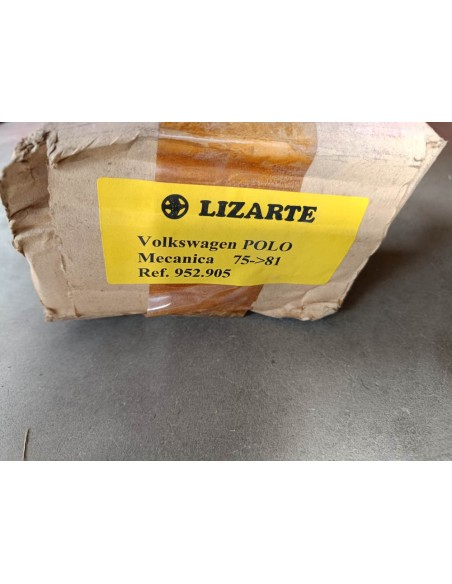 LIZARTE
Volkswagen POLO
Mecanica 75->81
Ref. 952.905